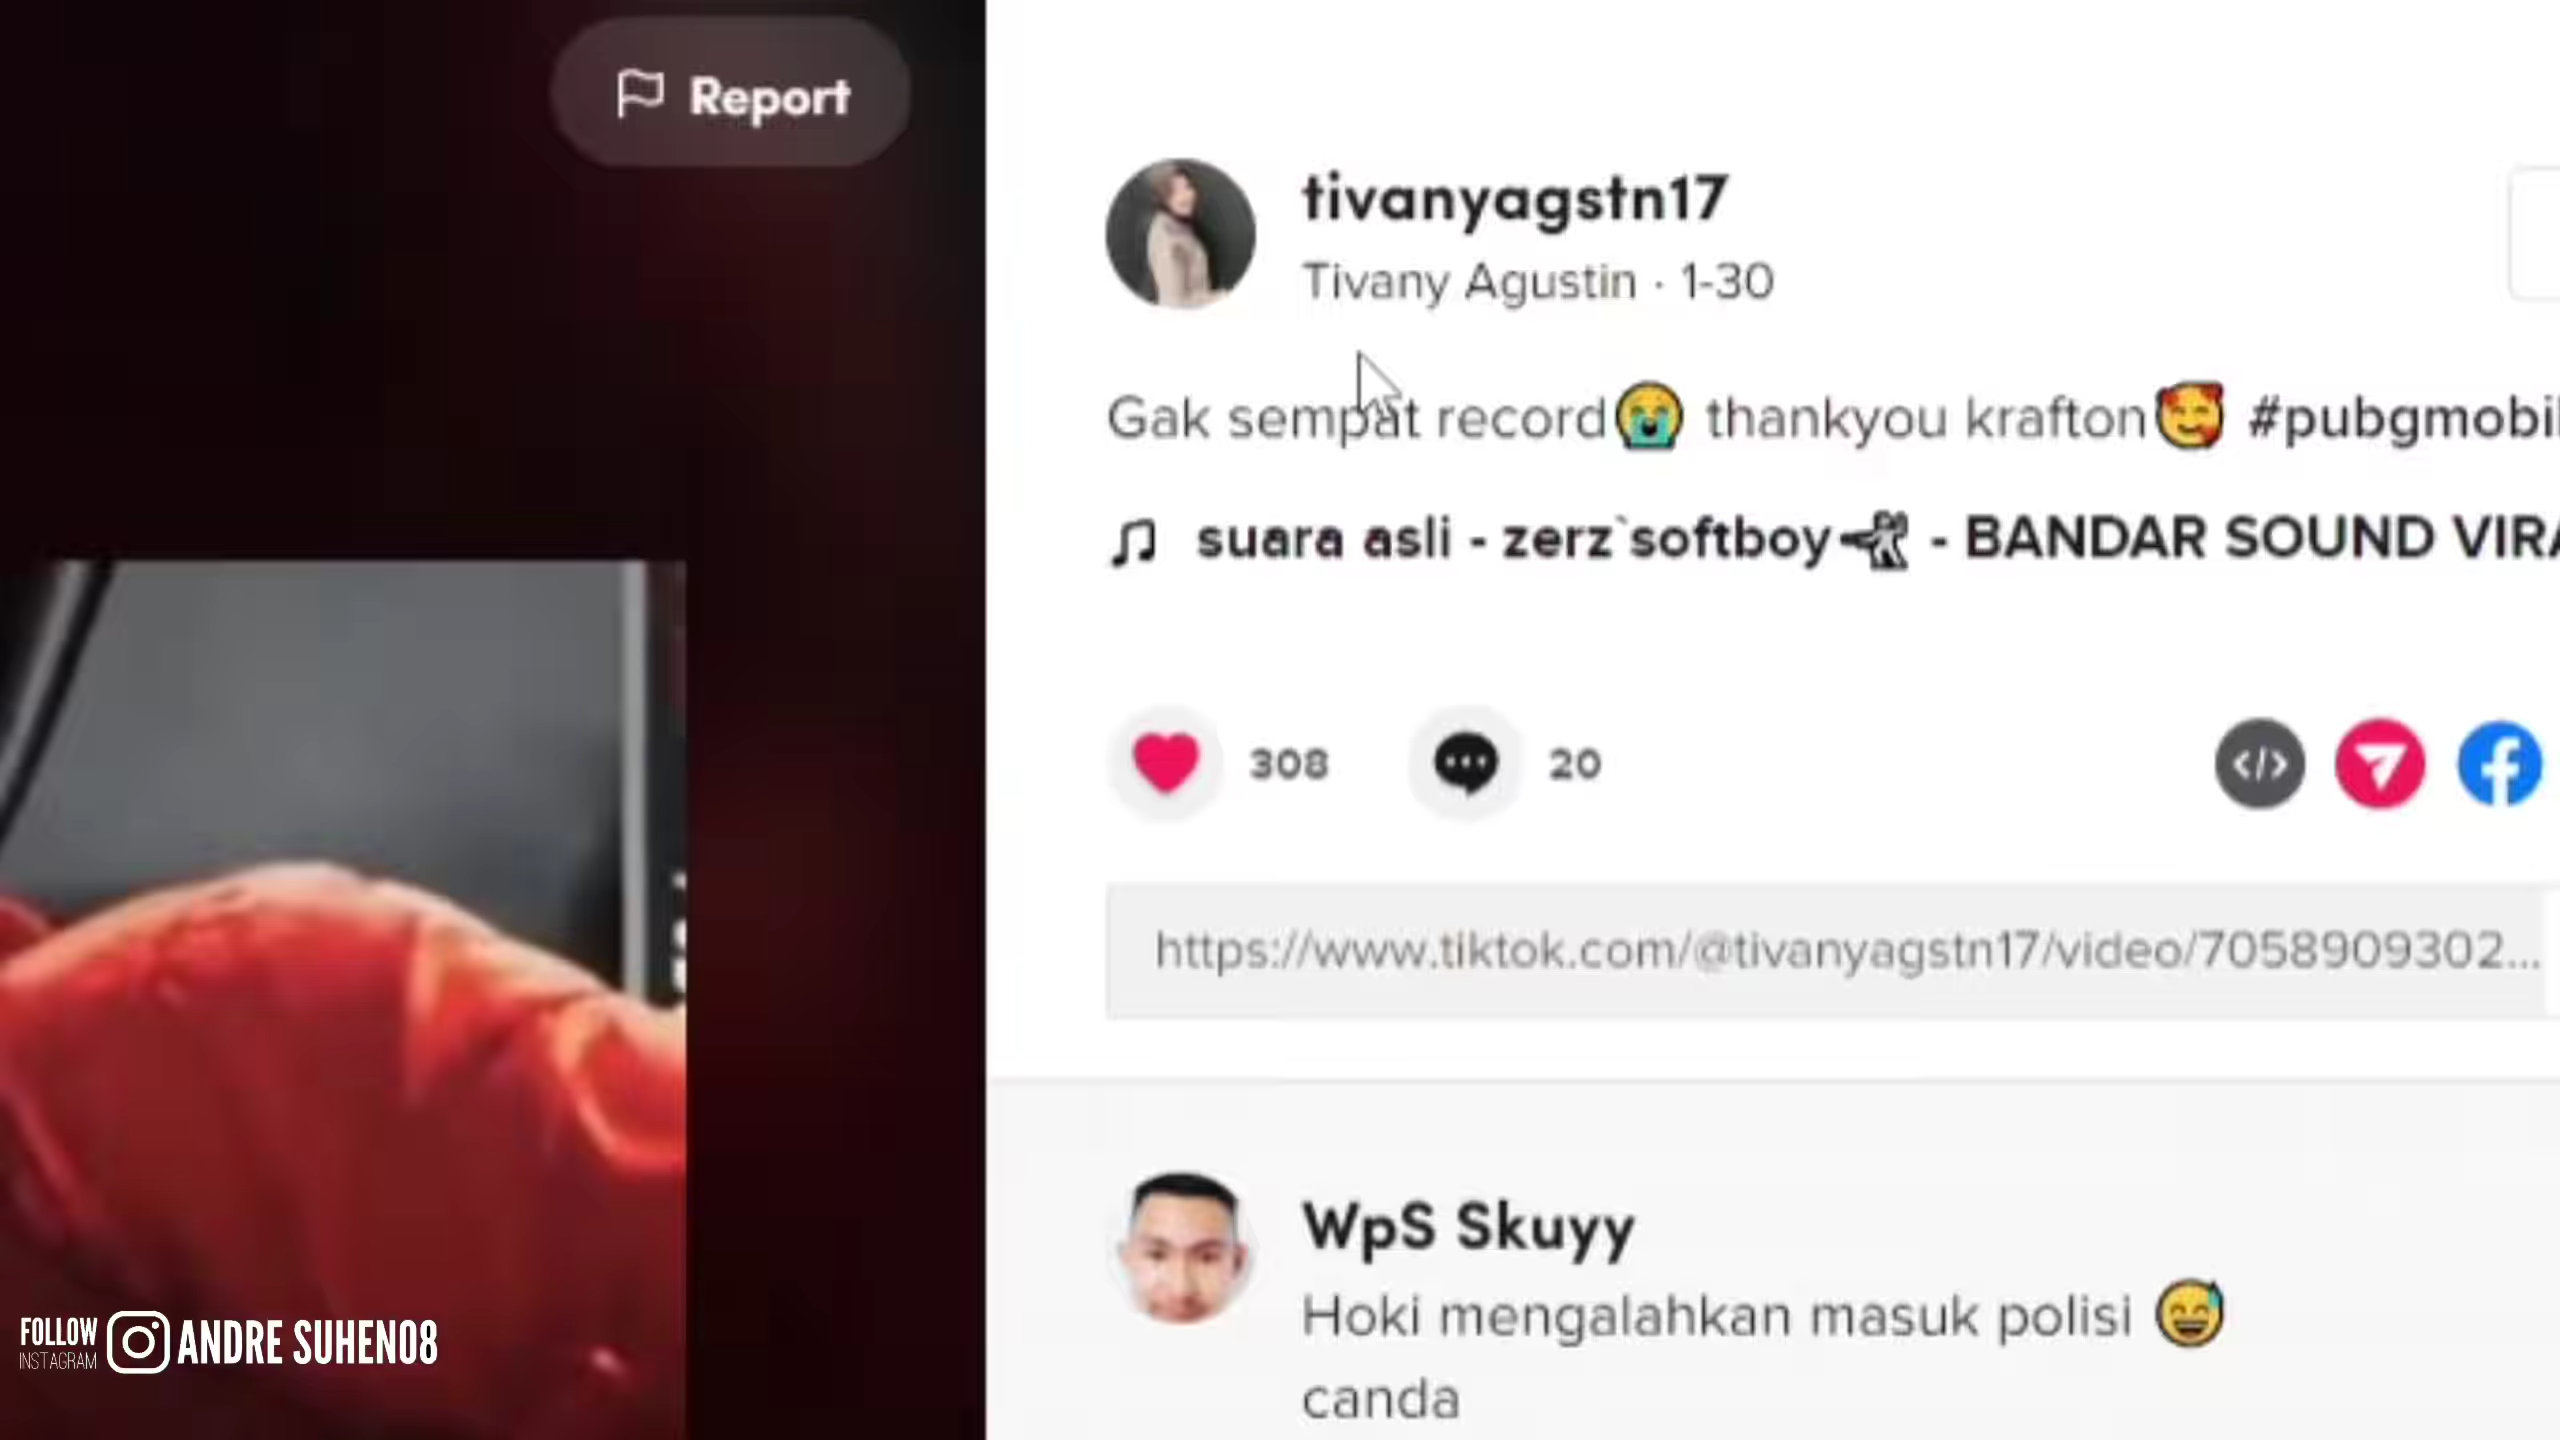 Report
tivanyagstn17
Tivany Agustin · 1-30
Gak sempat record😭 thankyou krafton🥰 #pubgmobil
suara asli - zerz`softboy - BANDAR SOUND VIRA
308
20
https://www.tiktok.com/@tivanyagstn17/video/7058909302...
WpS Skuyy
Hoki mengalahkan masuk polisi 😅
canda
FOLLOW
INSTAGRAM
ANDRE SUHEN08